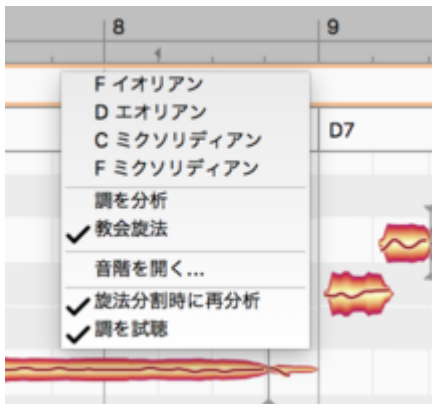 8
9
F イオリアン
D エオリアン
C ミクソリディアン
F ミクソリディアン
D7
調を分析
教会旋法
音階を開く...
旋法分割時に再分析
調を試聴